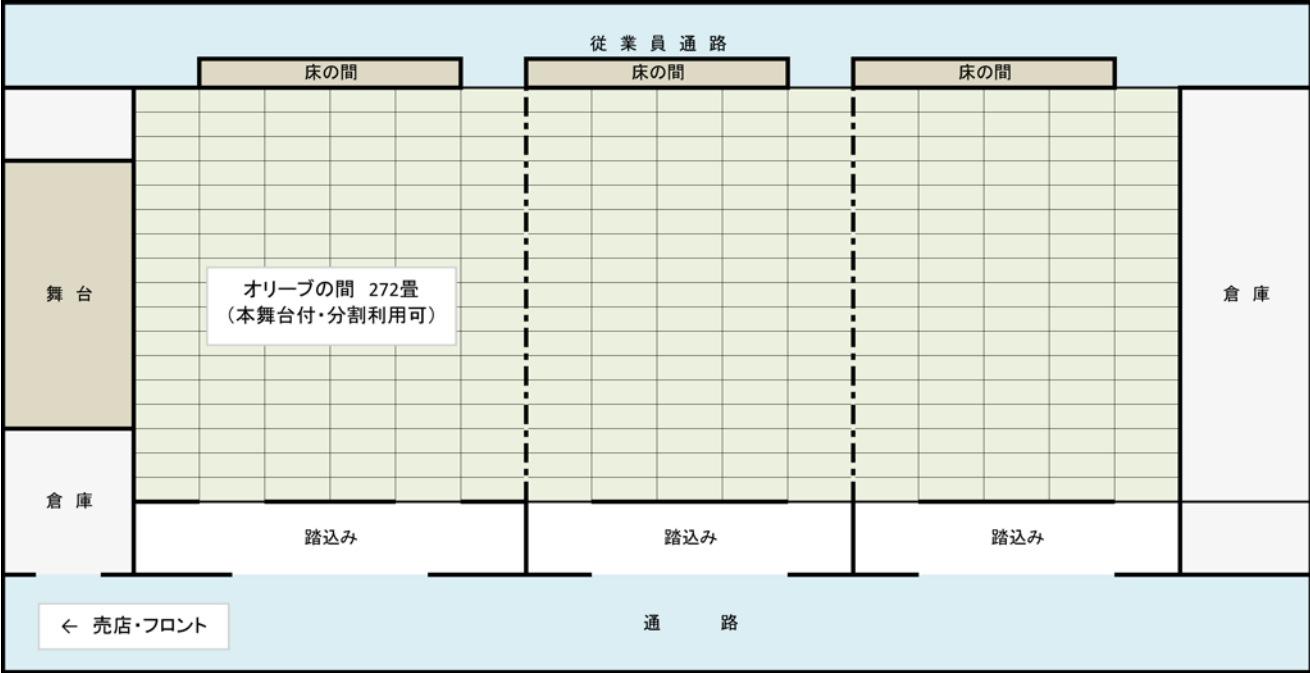 従 業 員 通 路
床の間
床の間
床の間
舞 台
オリーブの間 272畳
（本舞台付・分割利用可）
倉 庫
倉 庫
踏込み
踏込み
踏込み
← 売店・フロント
通 路